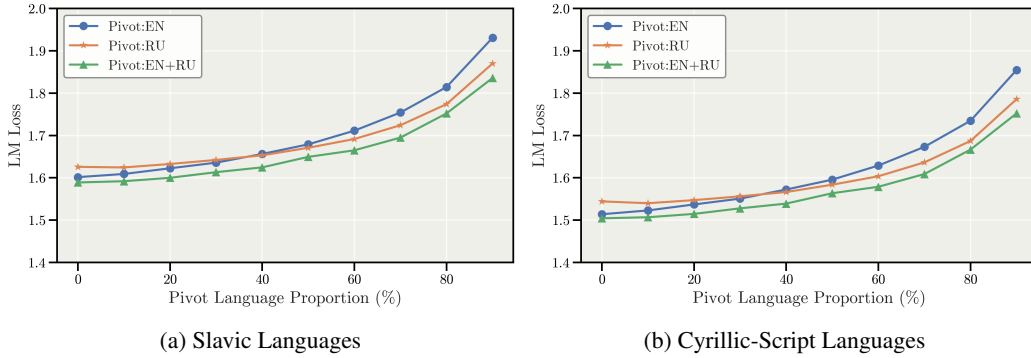 2.0
1.9
1.8
1.7
1.6
1.5
1.4
LM Loss
Pivot:EN
Pivot:RU
Pivot:EN+RU
0 20 40 60 80
Pivot Language Proportion (%)
(a) Slavic Languages
2.0
1.9
1.8
1.7
1.6
1.5
1.4
LM Loss
Pivot:EN
Pivot:RU
Pivot:EN+RU
0 20 40 60 80
Pivot Language Proportion (%)
(b) Cyrillic-Script Languages